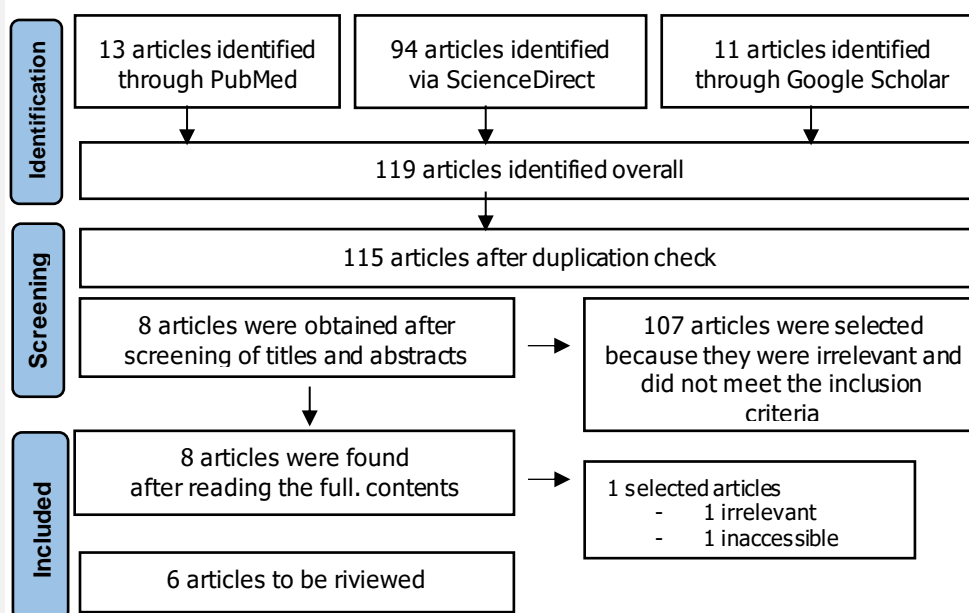 Identification
13 articles identified
through PubMed
94 articles identified
via ScienceDirect
11 articles identified
through Google Scholar
119 articles identified overall
Screening
115 articles after duplication check
8 articles were obtained after
screening of titles and abstracts
107 articles were selected
because they were irrelevant and
did not meet the inclusion
criteria
Included
8 articles were found
after reading the full. contents
1 selected articles
- 1 irrelevant
- 1 inaccessible
6 articles to be riviewed